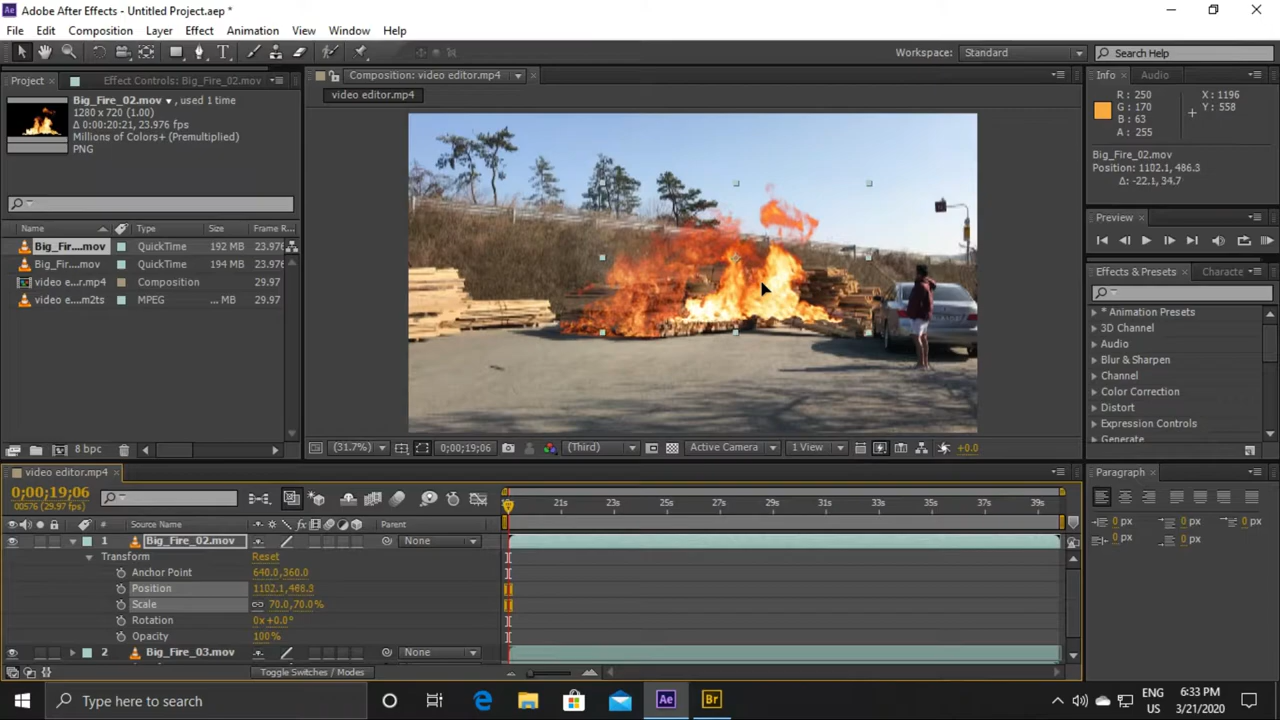 Adobe After Effects - Untitled Project.aep *
File Edit Composition Layer Effect Animation View Window Help
Workspace: Standard Search Help
Project Effect Controls: Big_Fire_02.mov
Composition: video editor.mp4
Info Audio
video editor.mp4
Big_Fire_02.mov ▼, used 1 time
1280 x 720 (1.00)
Δ 0:00:20:21, 23.976 fps
Millions of Colors+ (Premultiplied)
PNG
R: 250
G: 170
B: 63
A: 255
X: 1196
Y: 558
Big_Fire_02.mov
Position: 1102.1, 486.3
Δ: -22.1, 34.7
Preview
Name Type Size Frame R...
Big_Fir....mov QuickTime 192 MB 23.976
Big_Fir....mov QuickTime 194 MB 23.976
video e...r.mp4 Composition 29.97
video e....m2ts MPEG ... MB 29.97
Effects & Presets Characte
* Animation Presets
3D Channel
Audio
Blur & Sharpen
Channel
Color Correction
Distort
Generate
8 bpc
(31.7%) 0;00;19;06 (Third) Active Camera 1 View +0.0
video editor.mp4
Paragraph
0;00;19;06
00576 (29.97 fps)
21s 23s 25s 27s 29s 31s 33s 35s 37s 39s
# Source Name Parent
1 Big_Fire_02.mov None
Transform Reset
Anchor Point 640.0,360.0
Position 1102.1,486.3
Scale 70.0,70.0%
Rotation 0x+0.0°
Opacity 100%
2 Big_Fire_03.mov None
Toggle Switches / Modes
0 px 0 px 0 px
0 px 0 px
Type here to search
Ae
Br
ENG
US
6:33 PM
3/21/2020